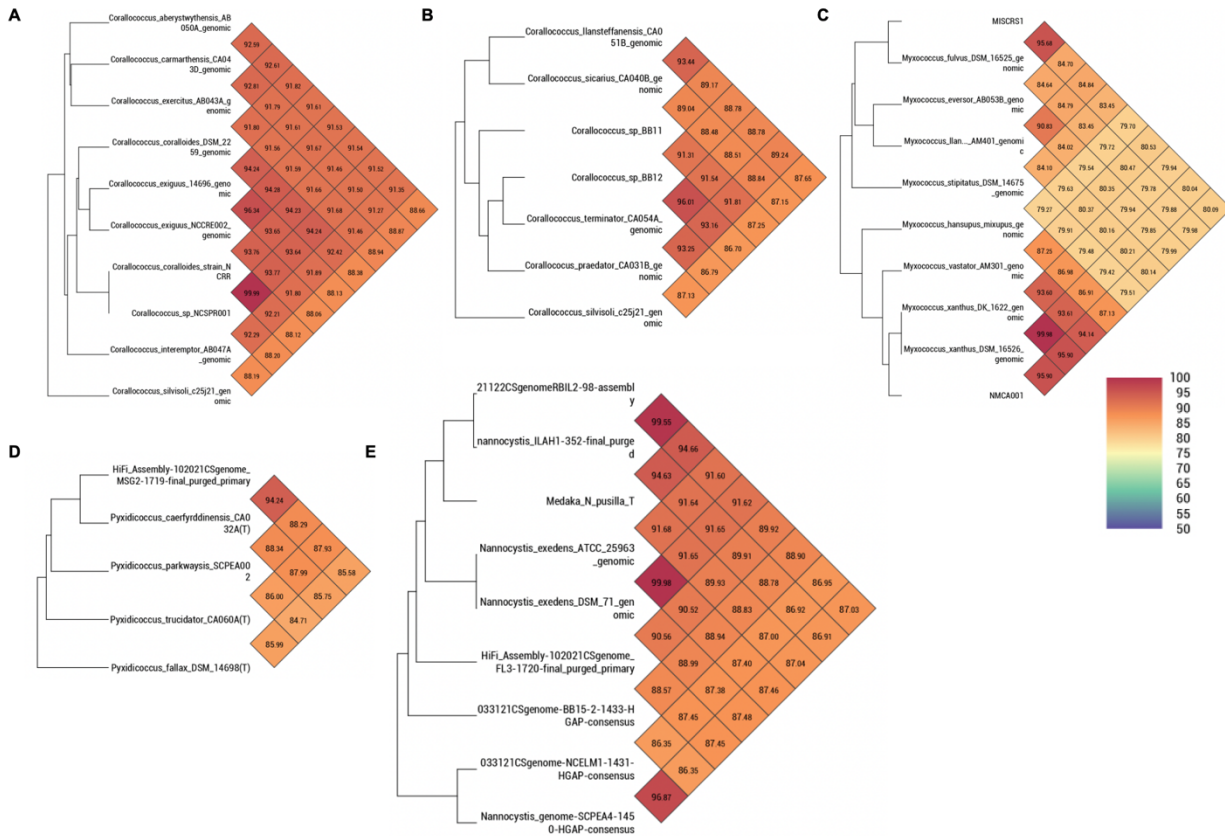 A
Corallococcus_aberystwythensis_AB
050A_genomic
Corallococcus_carmarthensis_CA04
3D_genomic
Corallococcus_exercitus_AB043A_g
enomic
Corallococcus_coralloides_DSM_22
59_genomic
Corallococcus_exiguus_14696_geno
mic
Corallococcus_exiguus_NCCRE002_
genomic
Corallococcus_coralloides_strain_N
CRR
Corallococcus_sp_NCSPR001
Corallococcus_interemptor_AB047A
_genomic
Corallococcus_silvisoli_c25j21_gen
omic
92.59
92.61
92.81 91.82
91.79 91.61
91.80 91.61 91.53
91.56 91.67 91.54
94.24 91.59 91.46 91.52
94.28 91.66 91.50 91.35
96.34 94.23 91.68 91.27 88.66
93.65 94.24 91.46 88.87
93.76 93.64 92.42 88.94
93.77 91.89 88.38
99.99 91.80 88.13
92.21 88.06
92.29 88.12
88.20
88.19
B
Corallococcus_llansteffanensis_CA0
51B_genomic
Corallococcus_sicarius_CA040B_ge
nomic
Corallococcus_sp_BB11
Corallococcus_sp_BB12
Corallococcus_terminator_CA054A_
genomic
Corallococcus_praedator_CA031B_
genomic
Corallococcus_silvisoli_c25j21_gen
omic
93.44
89.17
89.04 88.78
88.48 88.78
91.31 88.51 89.24
91.54 88.84 87.65
96.01 91.81 87.15
93.16 87.25
93.25 86.70
86.79
87.13
C
MISCRS1
Myxococcus_fulvus_DSM_16525_ge
nomic
Myxococcus_eversor_AB053B_geno
mic
Myxococcus_llan..._AM401_genomi
c
Myxococcus_stipitatus_DSM_14675
_genomic
Myxococcus_hansupus_mixupus_ge
nomic
Myxococcus_vastator_AM301_geno
mic
Myxococcus_xanthus_DK_1622_gen
omic
Myxococcus_xanthus_DSM_16526_
genomic
NMCA001
95.68
84.70
84.64 84.84
84.79 83.45
90.83 83.45 79.70
84.02 79.72 80.53
84.10 79.54 80.47 79.94
79.63 80.35 79.78 80.04
79.27 80.37 79.94 79.88 80.09
79.91 80.16 79.85 79.98
87.25 79.48 80.21 79.99
86.98 79.42 80.14
93.60 86.91 79.51
93.61 87.13
99.98 94.14
95.90
95.90
100
95
90
85
80
75
70
65
60
55
50
D
HiFi_Assembly-102021CSgenome_
MSG2-1719-final_purged_primary
Pyxidicoccus_caerfyrddinensis_CA0
32A(T)
Pyxidicoccus_parkwaysis_SCPEA00
2
Pyxidicoccus_trucidator_CA060A(T)
Pyxidicoccus_fallax_DSM_14698(T)
94.24
88.29
88.34 87.93
87.99 85.58
86.00 85.75
84.71
85.99
E
21122CSgenomeRBIL2-98-assembl
y
nannocystis_ILAH1-352-final_purge
d
Medaka_N_pusilla_T
Nannocystis_exedens_ATCC_25963
_genomic
Nannocystis_exedens_DSM_71_gen
omic
HiFi_Assembly-102021CSgenome_
FL3-1720-final_purged_primary
033121CSgenome-BB15-2-1433-H
GAP-consensus
033121CSgenome-NCELM1-1431-
HGAP-consensus
Nannocystis_genome-SCPEA4-145
0-HGAP-consensus
99.55
94.66
94.63 91.60
91.64 91.62
91.68 91.65 89.92
91.65 89.91 88.90
99.98 89.93 88.78 86.95
90.52 88.83 86.92 87.03
90.56 88.94 87.00 86.91
88.99 87.40 87.04
88.57 87.38 87.46
87.45 87.48
86.35 87.45
86.35
96.87